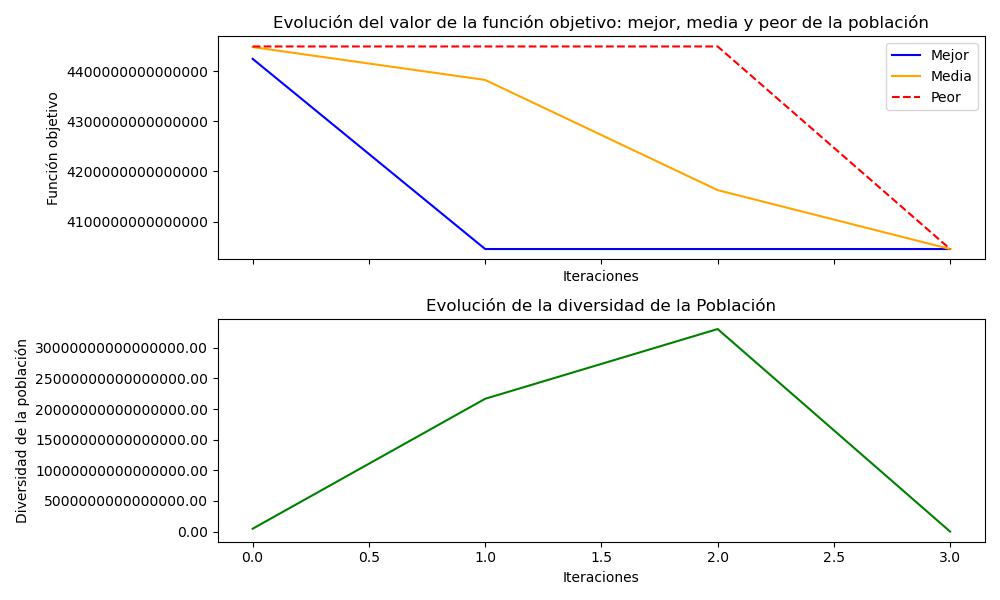 Evolución del valor de la función objetivo: mejor, media y peor de la población
Función objetivo
4400000000000000
4300000000000000
4200000000000000
4100000000000000
Mejor
Media
Peor
Iteraciones
Evolución de la diversidad de la Población
Diversidad de la población
30000000000000000.00
25000000000000000.00
20000000000000000.00
15000000000000000.00
10000000000000000.00
5000000000000000.00
0.00
0.0 0.5 1.0 1.5 2.0 2.5 3.0
Iteraciones